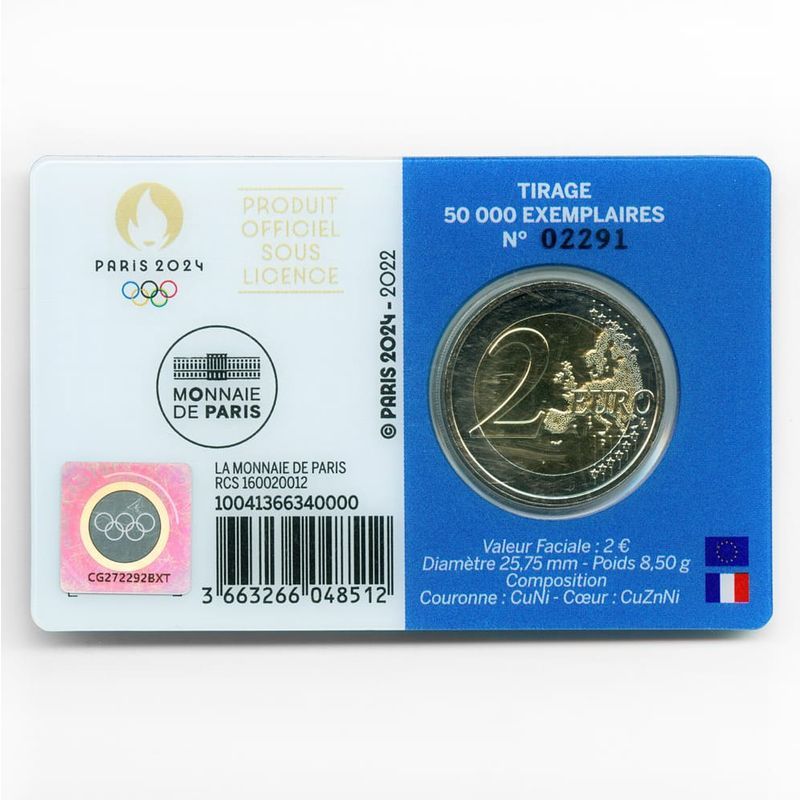 PARIS 2024
PRODUIT
OFFICIEL
SOUS
LICENCE
© PARIS 2024 - 2022
MONNAIE
DE PARIS
LA MONNAIE DE PARIS
RCS 160020012
10041366340000
3 663266 048512
CG272292BXT
TIRAGE
50 000 EXEMPLAIRES
N° 02291
2 EURO
Valeur Faciale : 2 €
Diamètre 25,75 mm - Poids 8,50 g
Composition
Couronne : CuNi - Cœur : CuZnNi